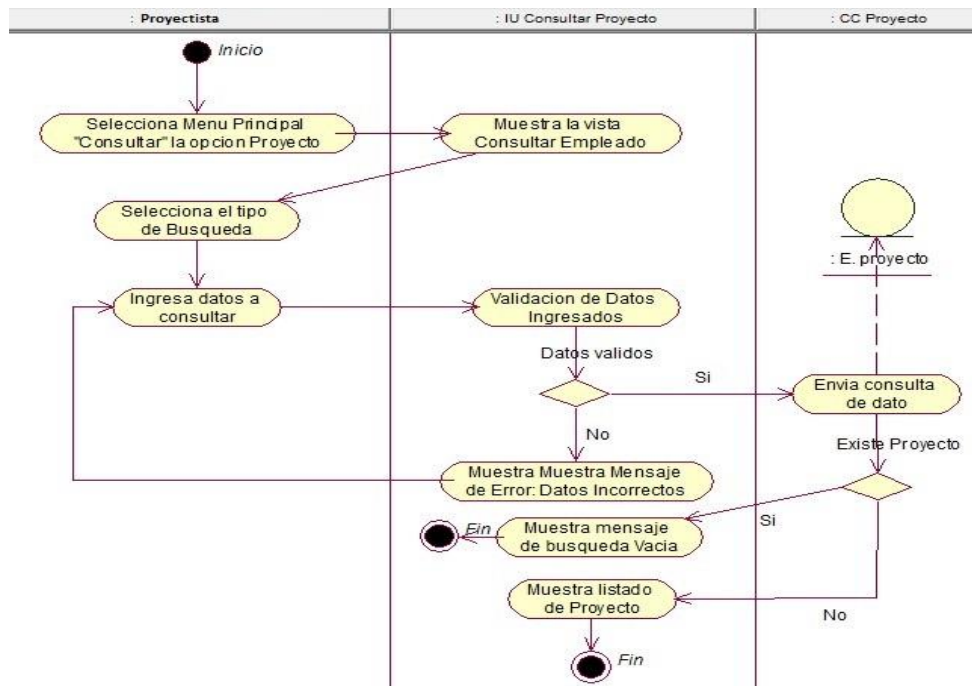 : Proyectista
: IU Consultar Proyecto
: CC Proyecto
Inicio
Selecciona Menu Principal
"Consultar" la opcion Proyecto
Muestra la vista
Consultar Empleado
Selecciona el tipo
de Busqueda
: E. proyecto
Ingresa datos a
consultar
Validacion de Datos
Ingresados
Datos validos
Si
Envia consulta
de dato
No
Existe Proyecto
Muestra Muestra Mensaje
de Error: Datos Incorrectos
Si
Fin
Muestra mensaje
de busqueda Vacia
Muestra listado
de Proyecto
No
Fin